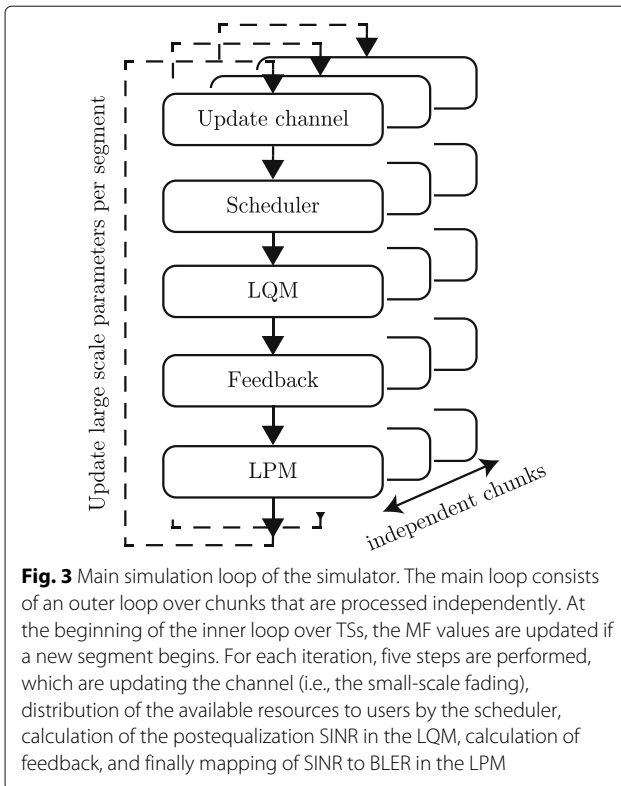 Update large scale parameters per segment
Update channel
Scheduler
LQM
Feedback
LPM
independent chunks
Fig. 3 Main simulation loop of the simulator. The main loop consists
of an outer loop over chunks that are processed independently. At
the beginning of the inner loop over TSs, the MF values are updated if
a new segment begins. For each iteration, five steps are performed,
which are updating the channel (i.e., the small-scale fading),
distribution of the available resources to users by the scheduler,
calculation of the postequalization SINR in the LQM, calculation of
feedback, and finally mapping of SINR to BLER in the LPM